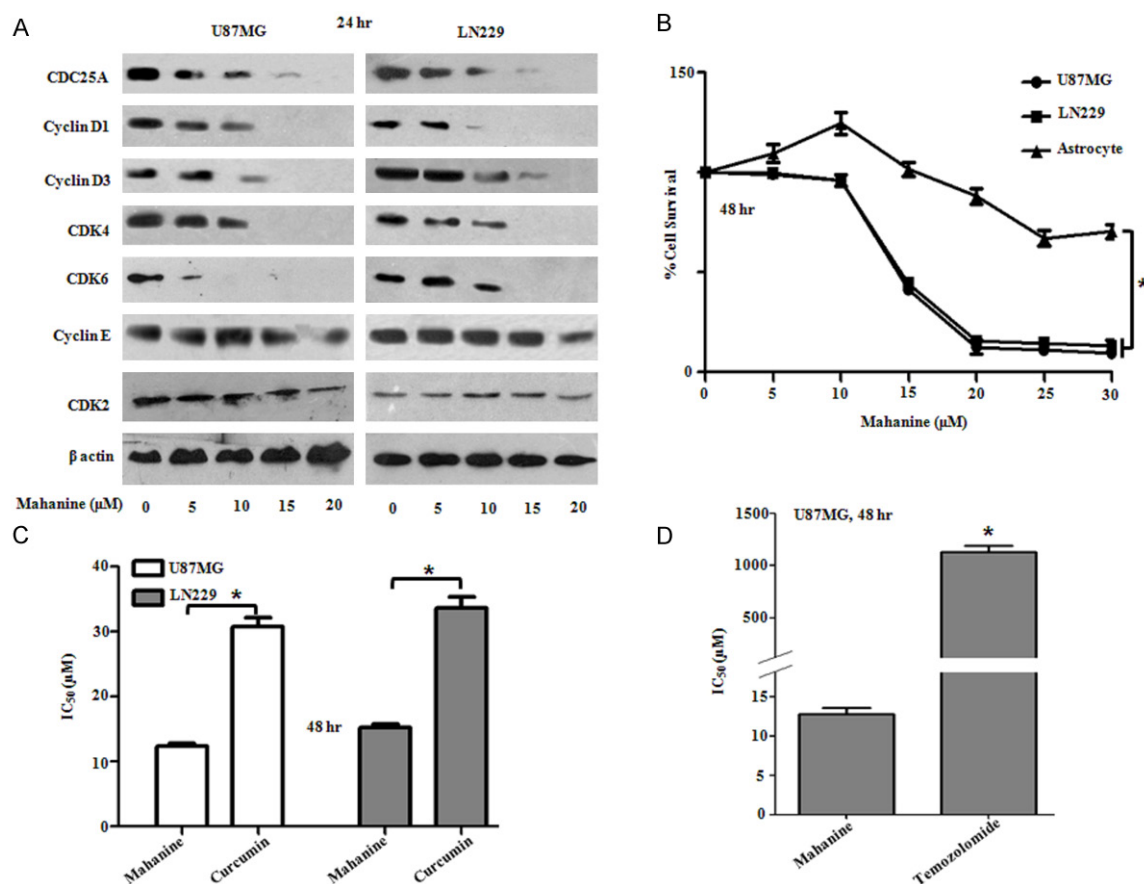 A
24 hr
U87MG
LN229
CDC25A
Cyclin D1
Cyclin D3
CDK4
CDK6
Cyclin E
CDK2
β actin
Mahanine (µM)
0 5 10 15 20
0 5 10 15 20
B
150
0
% Cell Survival
U87MG
LN229
Astrocyte
48 hr
*
0 5 10 15 20 25 30
Mahanine (µM)
C
40
30
20
10
0
IC50 (µM)
U87MG
LN229
*
*
48 hr
Mahanine
Curcumin
Mahanine
Curcumin
D
U87MG, 48 hr
1500
1000
500
15
10
5
0
IC50 (µM)
*
Mahanine
Temozolomide